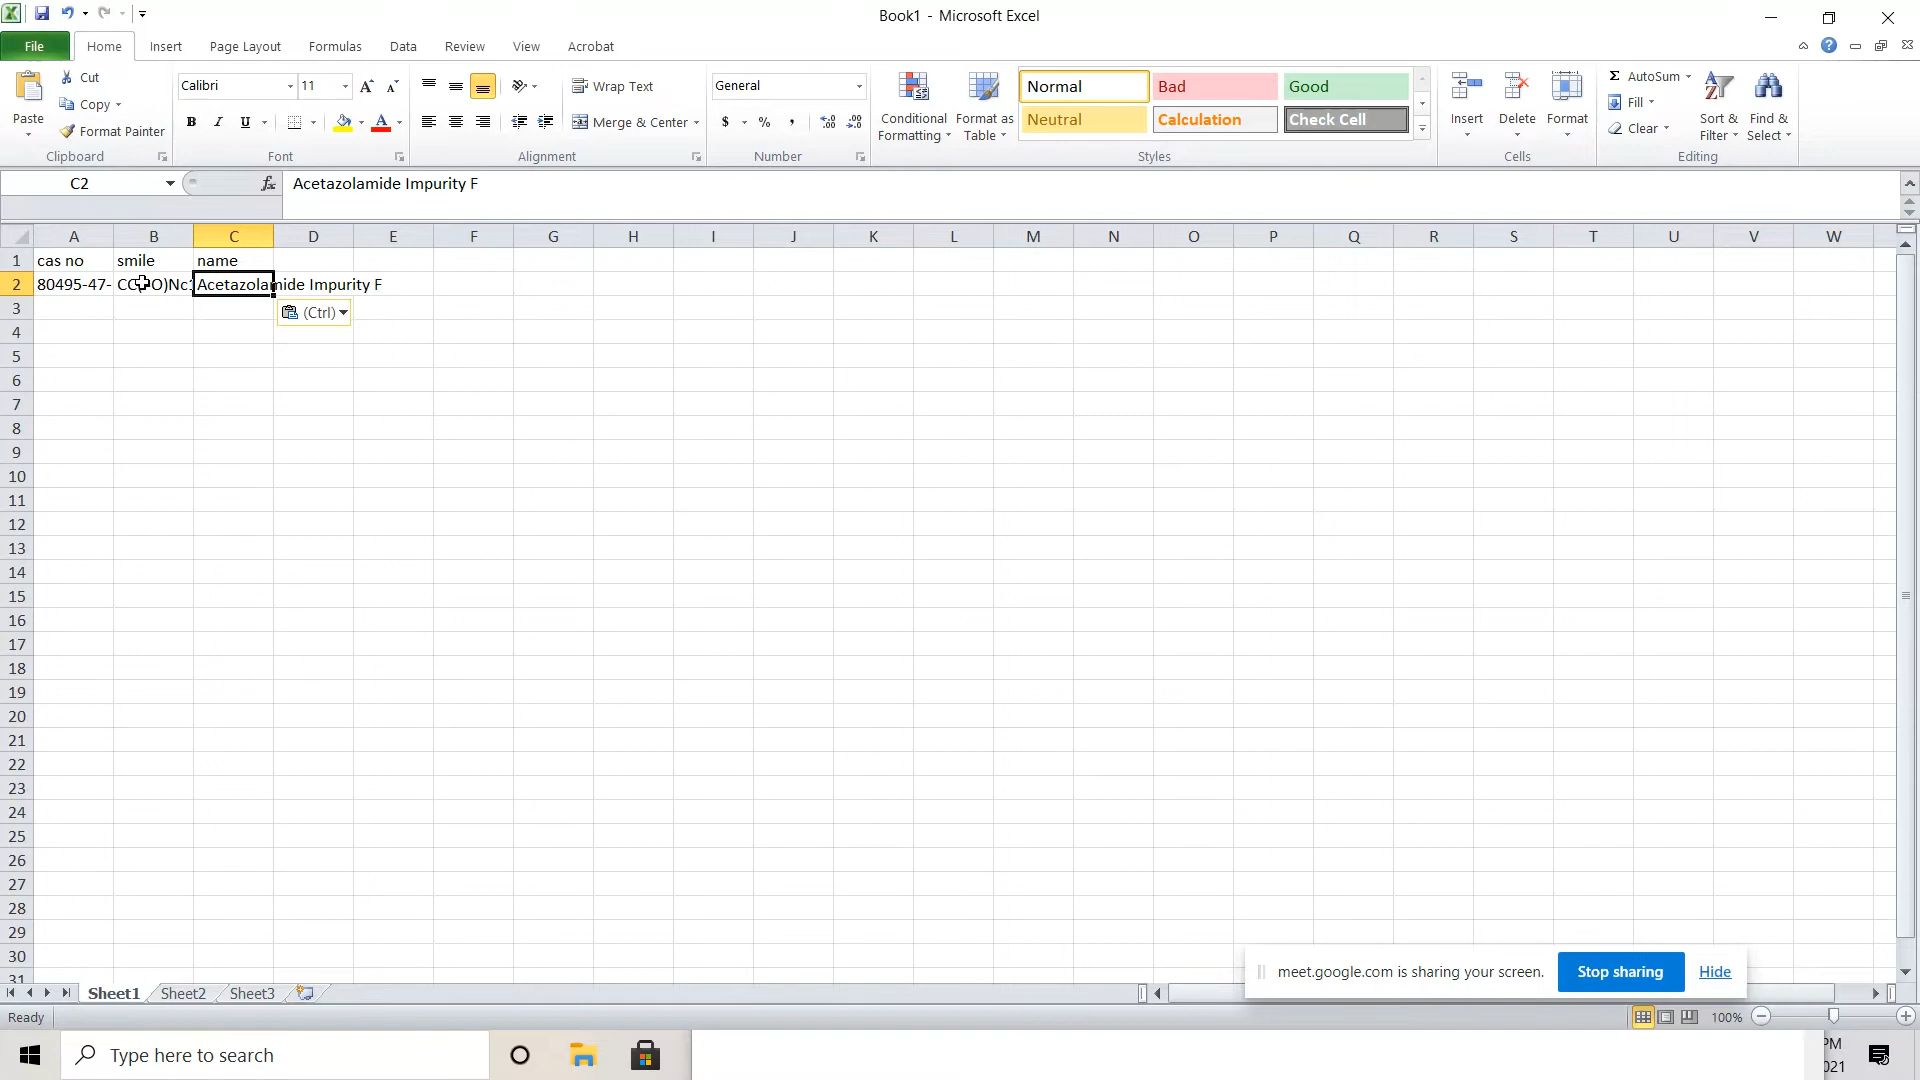 Book1 - Microsoft Excel
File Home Insert Page Layout Formulas Data Review View Acrobat
Paste
Cut
Copy
Format Painter
Clipboard
Calibri 11
B I U
Font
Wrap Text
Merge & Center
Alignment
General
$ % ,
Number
Conditional Formatting
Format as Table
Normal Bad Good
Neutral Calculation Check Cell
Styles
Insert Delete Format
Cells
Σ AutoSum
Fill
Clear
Sort & Filter
Find & Select
Editing
C2 fx Acetazolamide Impurity F
A B C D E F G H I J K L M N O P Q R S T U V W
1 cas no smile name
2 80495-47- Acetazolamide Impurity F
3 (Ctrl)
4
5
6
7
8
9
10
11
12
13
14
15
16
17
18
19
20
21
22
23
24
25
26
27
28
29
30
31
meet.google.com is sharing your screen. Stop sharing Hide
Sheet1 Sheet2 Sheet3
Ready 100%
Type here to search
PM
021